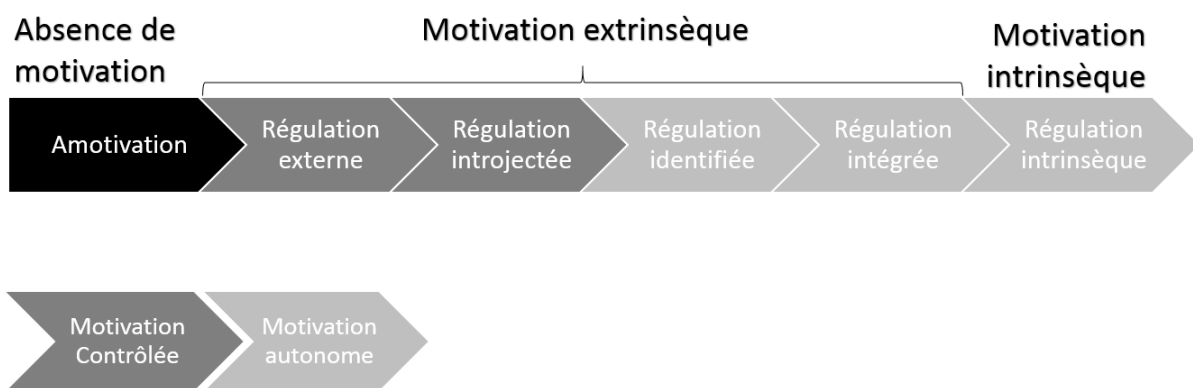 Absence de
motivation
Motivation extrinsèque
Motivation
intrinsèque
Amotivation
Régulation
externe
Régulation
introjectée
Régulation
identifiée
Régulation
intégrée
Régulation
intrinsèque
Motivation
Contrôlée
Motivation
autonome